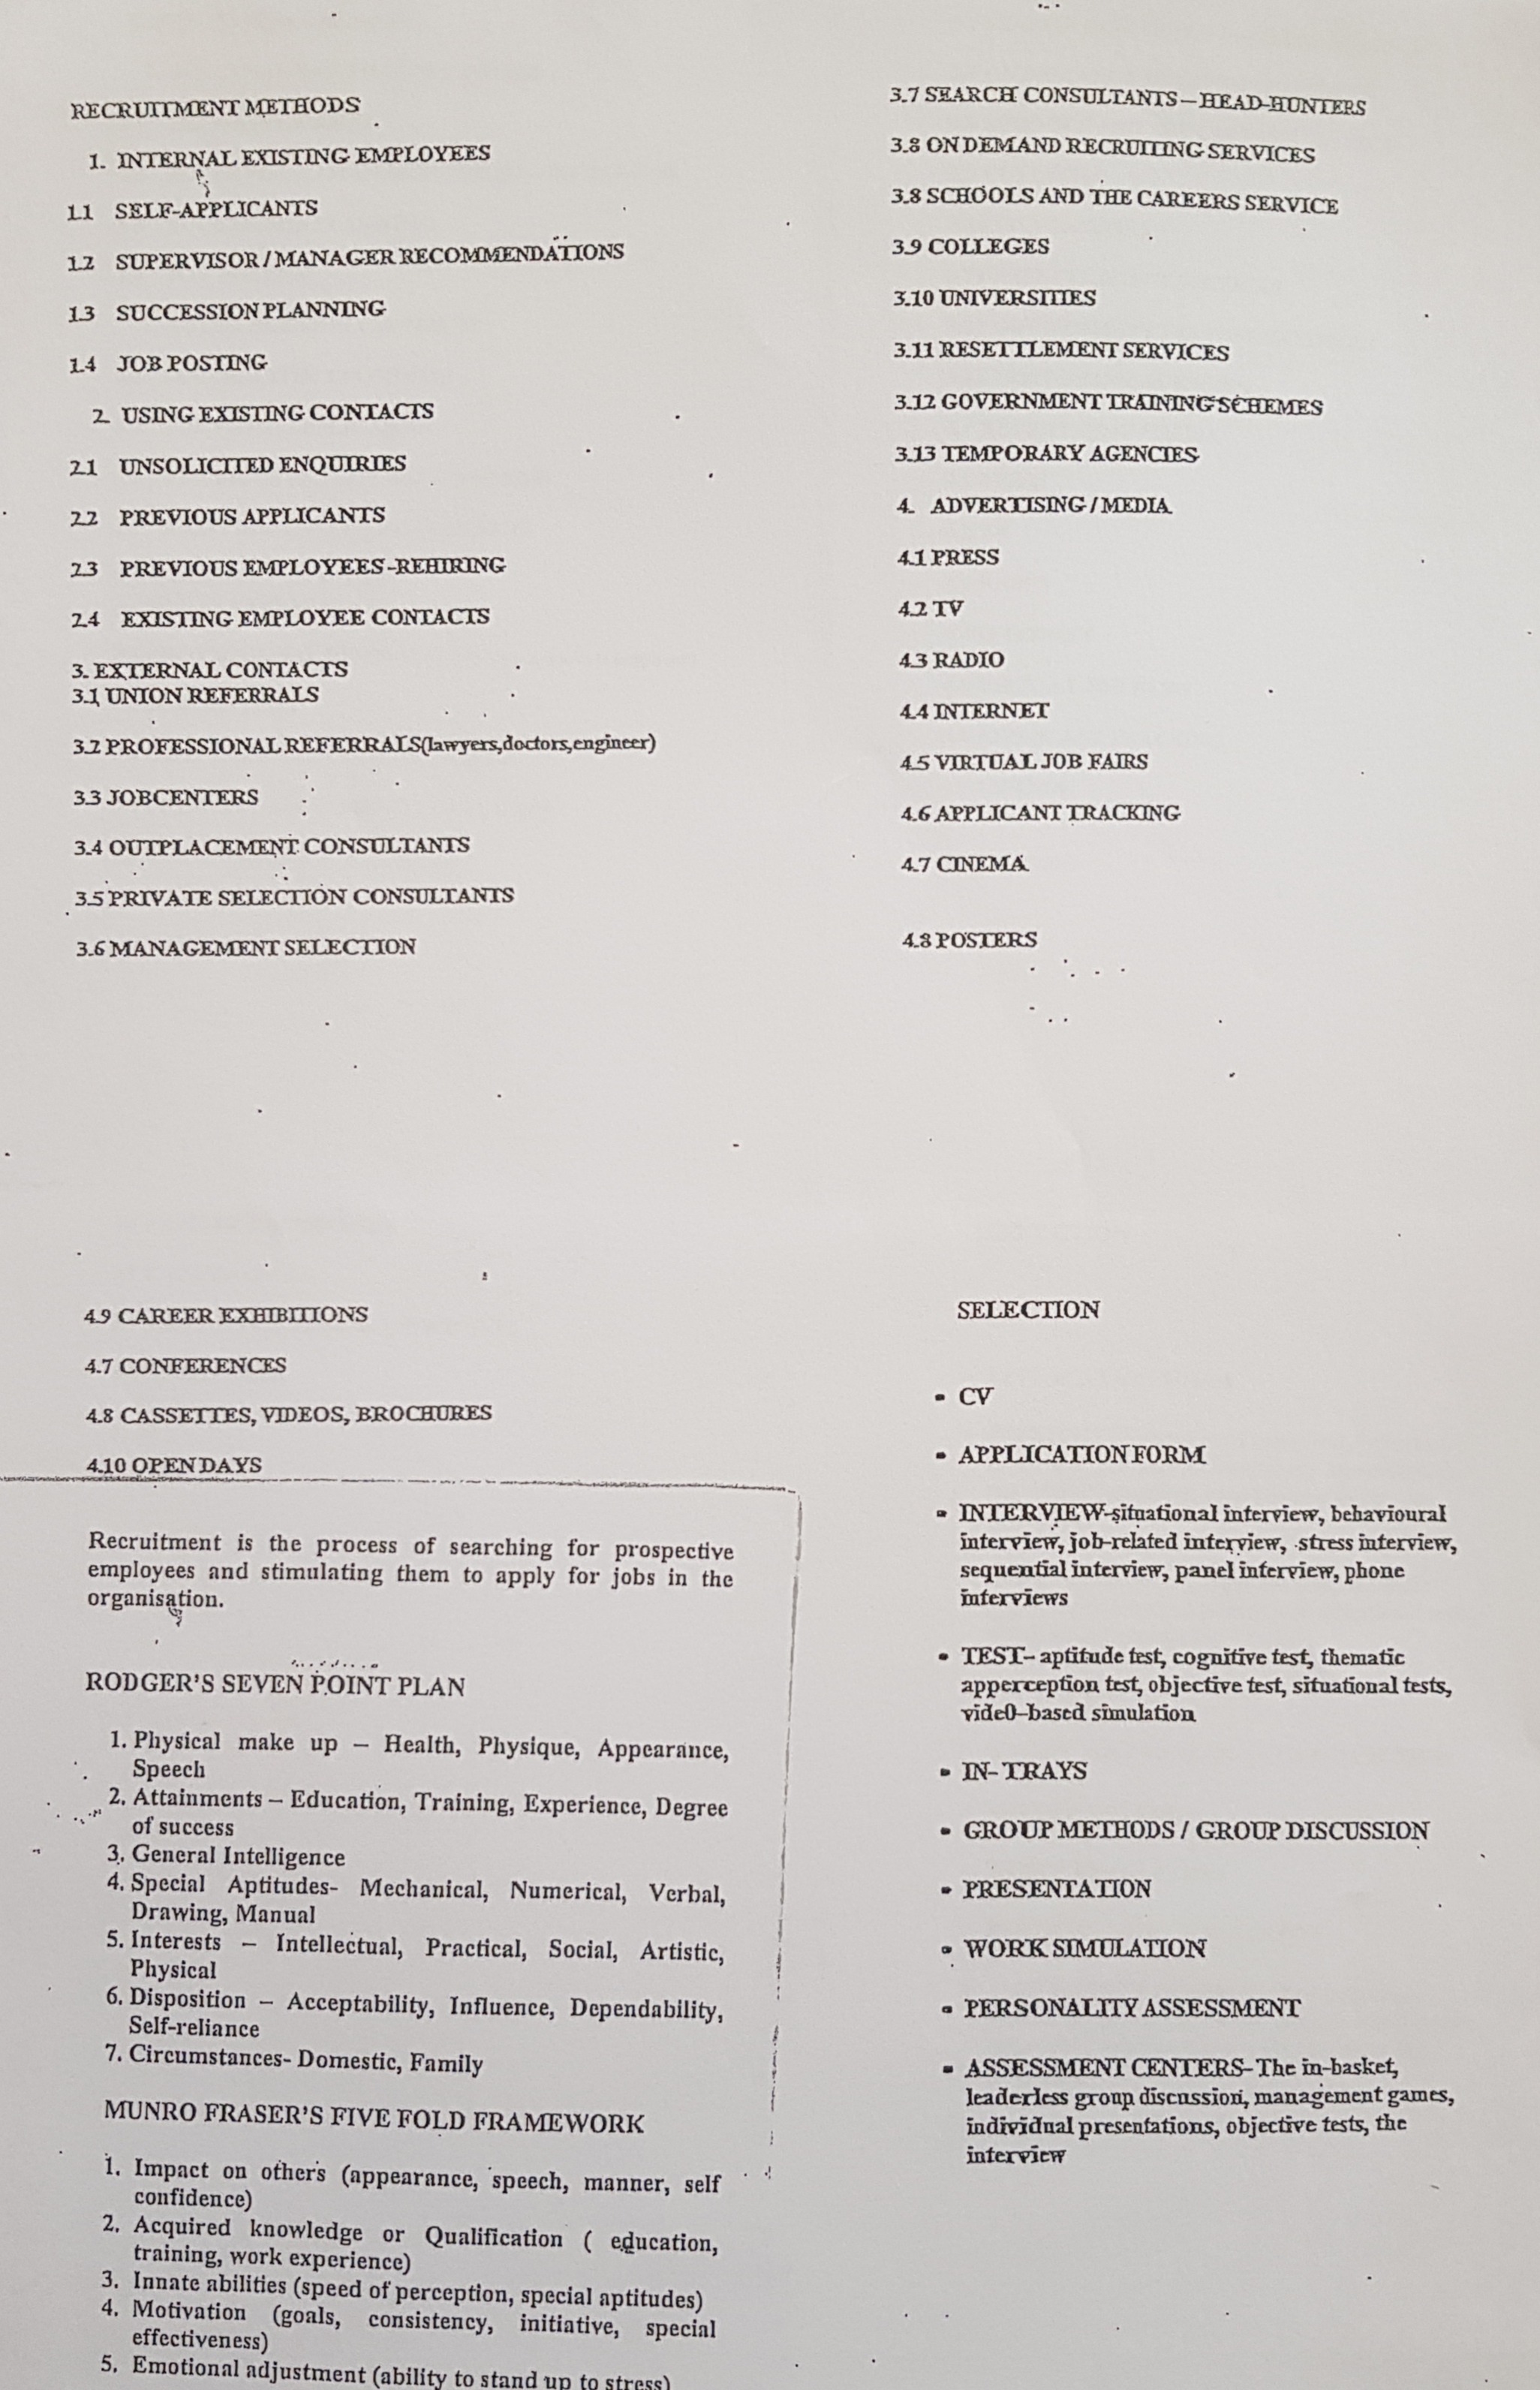 RECRUITMENT METHODS
1. INTERNAL EXISTING EMPLOYEES
1.1 SELF-APPLICANTS
1.2 SUPERVISOR / MANAGER RECOMMENDATIONS
1.3 SUCCESSION PLANNING
1.4 JOB POSTING
2. USING EXISTING CONTACTS
2.1 UNSOLICITED ENQUIRIES
2.2 PREVIOUS APPLICANTS
2.3 PREVIOUS EMPLOYEES -REHIRING
2.4 EXISTING EMPLOYEE CONTACTS
3. EXTERNAL CONTACTS
3.1 UNION REFERRALS
3.2 PROFESSIONAL REFERRALS(lawyers,doctors,engineer)
3.3 JOBCENTERS
3.4 OUTPLACEMENT CONSULTANTS
3.5 PRIVATE SELECTION CONSULTANTS
3.6 MANAGEMENT SELECTION
3.7 SEARCH CONSULTANTS – HEAD-HUNTERS
3.8 ON DEMAND RECRUITING SERVICES
3.8 SCHOOLS AND THE CAREERS SERVICE
3.9 COLLEGES
3.10 UNIVERSITIES
3.11 RESETTLEMENT SERVICES
3.12 GOVERNMENT TRAINING SCHEMES
3.13 TEMPORARY AGENCIES
4. ADVERTISING / MEDIA
4.1 PRESS
4.2 TV
4.3 RADIO
4.4 INTERNET
4.5 VIRTUAL JOB FAIRS
4.6 APPLICANT TRACKING
4.7 CINEMA
4.8 POSTERS
4.9 CAREER EXHIBITIONS
4.7 CONFERENCES
4.8 CASSETTES, VIDEOS, BROCHURES
4.10 OPEN DAYS
Recruitment is the process of searching for prospective
employees and stimulating them to apply for jobs in the
organisation.
RODGER'S SEVEN POINT PLAN
1. Physical make up – Health, Physique, Appearance,
Speech
2. Attainments – Education, Training, Experience, Degree
of success
3. General Intelligence
4. Special Aptitudes- Mechanical, Numerical, Verbal,
Drawing, Manual
5. Interests – Intellectual, Practical, Social, Artistic,
Physical
6. Disposition – Acceptability, Influence, Dependability,
Self-reliance
7. Circumstances- Domestic, Family
MUNRO FRASER'S FIVE FOLD FRAMEWORK
1. Impact on others (appearance, speech, manner, self
confidence)
2. Acquired knowledge or Qualification ( education,
training, work experience)
3. Innate abilities (speed of perception, special aptitudes)
4. Motivation (goals, consistency, initiative, special
effectiveness)
5. Emotional adjustment (ability to stand up to stress)
SELECTION
• CV
• APPLICATION FORM
• INTERVIEW-situational interview, behavioural
interview, job-related interview, stress interview,
sequential interview, panel interview, phone
interviews
• TEST– aptitude test, cognitive test, thematic
apperception test, objective test, situational tests,
vide0–based simulation
• IN- TRAYS
• GROUP METHODS / GROUP DISCUSSION
• PRESENTATION
• WORK SIMULATION
• PERSONALITY ASSESSMENT
• ASSESSMENT CENTERS- The in-basket,
leaderless group discussion, management games,
individual presentations, objective tests, the
interview